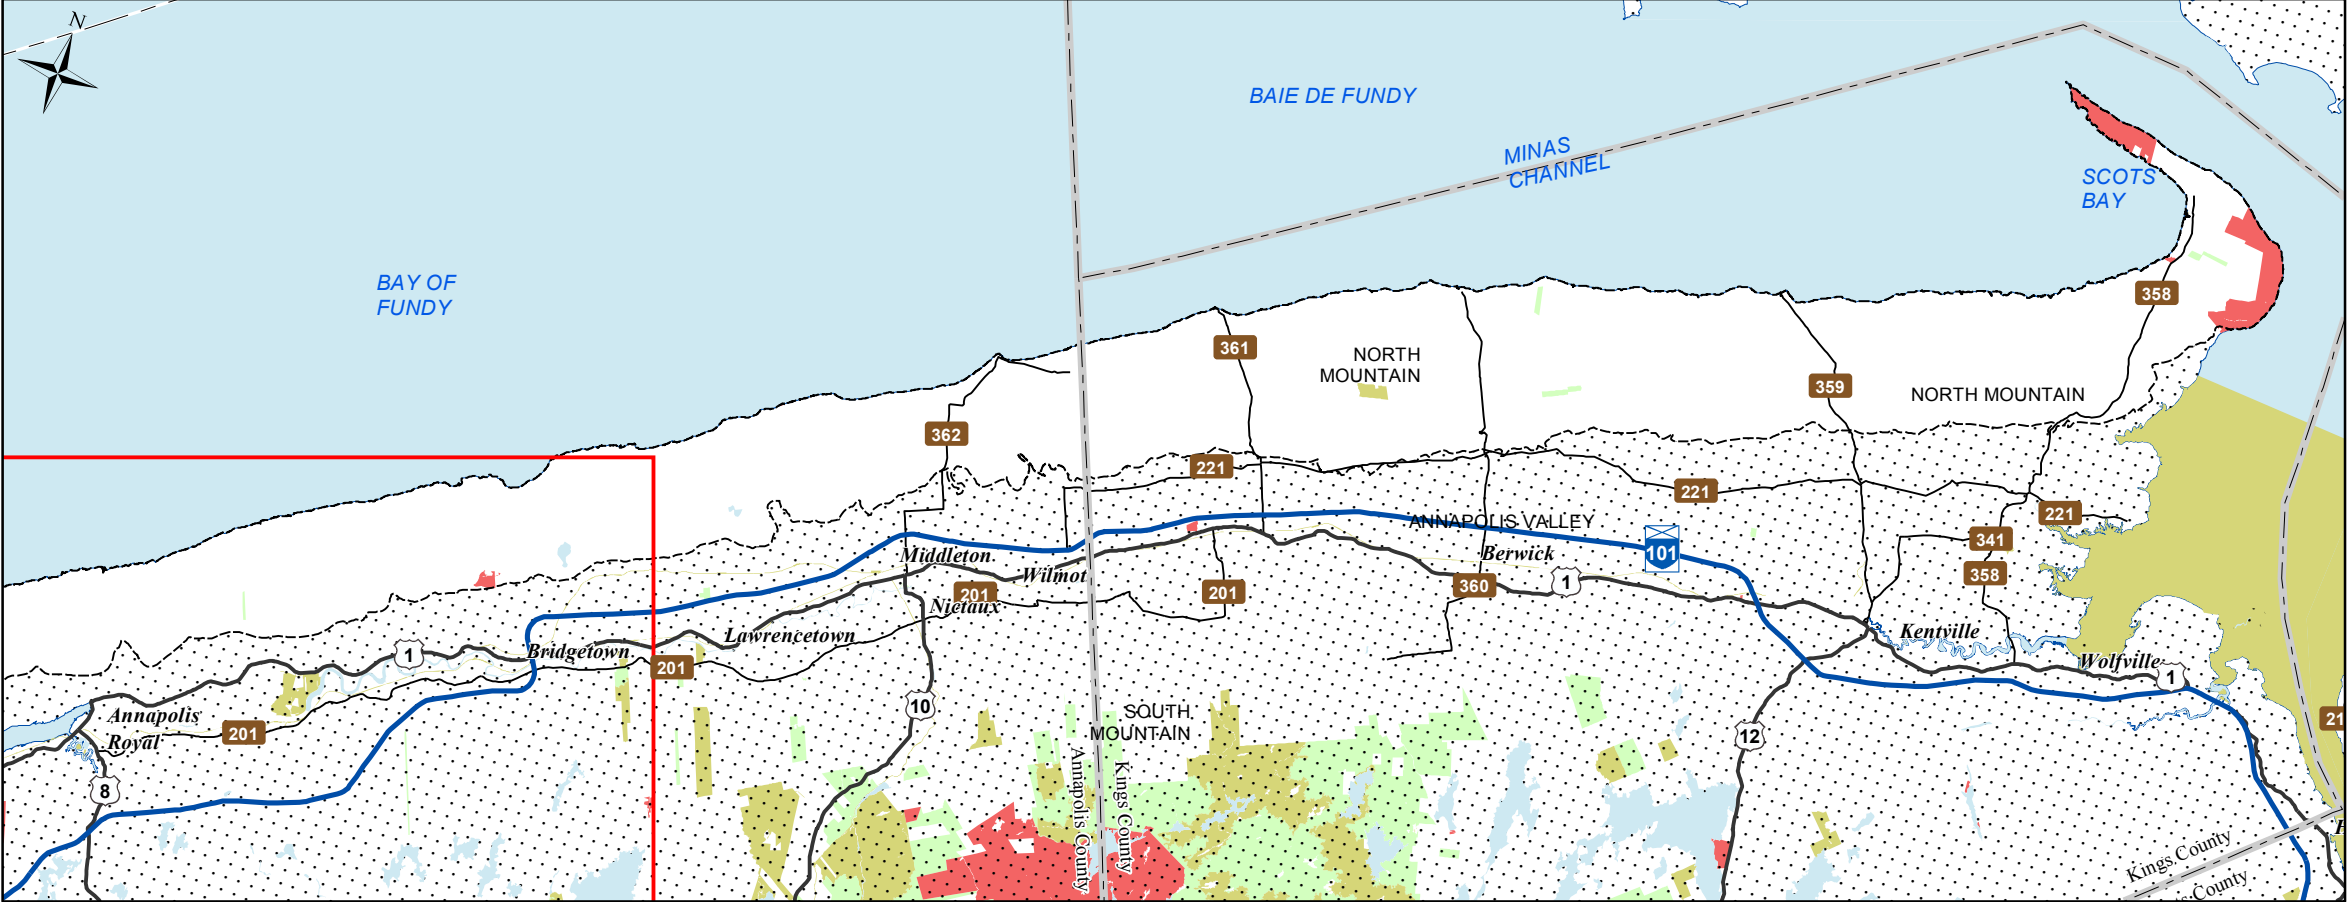 N
BAIE DE FUNDY
MINAS
CHANNEL
SCOTS
BAY
BAY OF
FUNDY
358
361
NORTH
MOUNTAIN
359
NORTH MOUNTAIN
362
221
221
221
ANNAPOLIS VALLEY
101
341
358
Middleton
Wilmot
Berwick
360
1
201
201
Nictaux
Lawrencetown
Kentville
Bridgetown
1
201
Wolfville
1
Annapolis
Royal
201
10
SOUTH
MOUNTAIN
12
21
8
Annapolis County
Kings County
Kings County
County